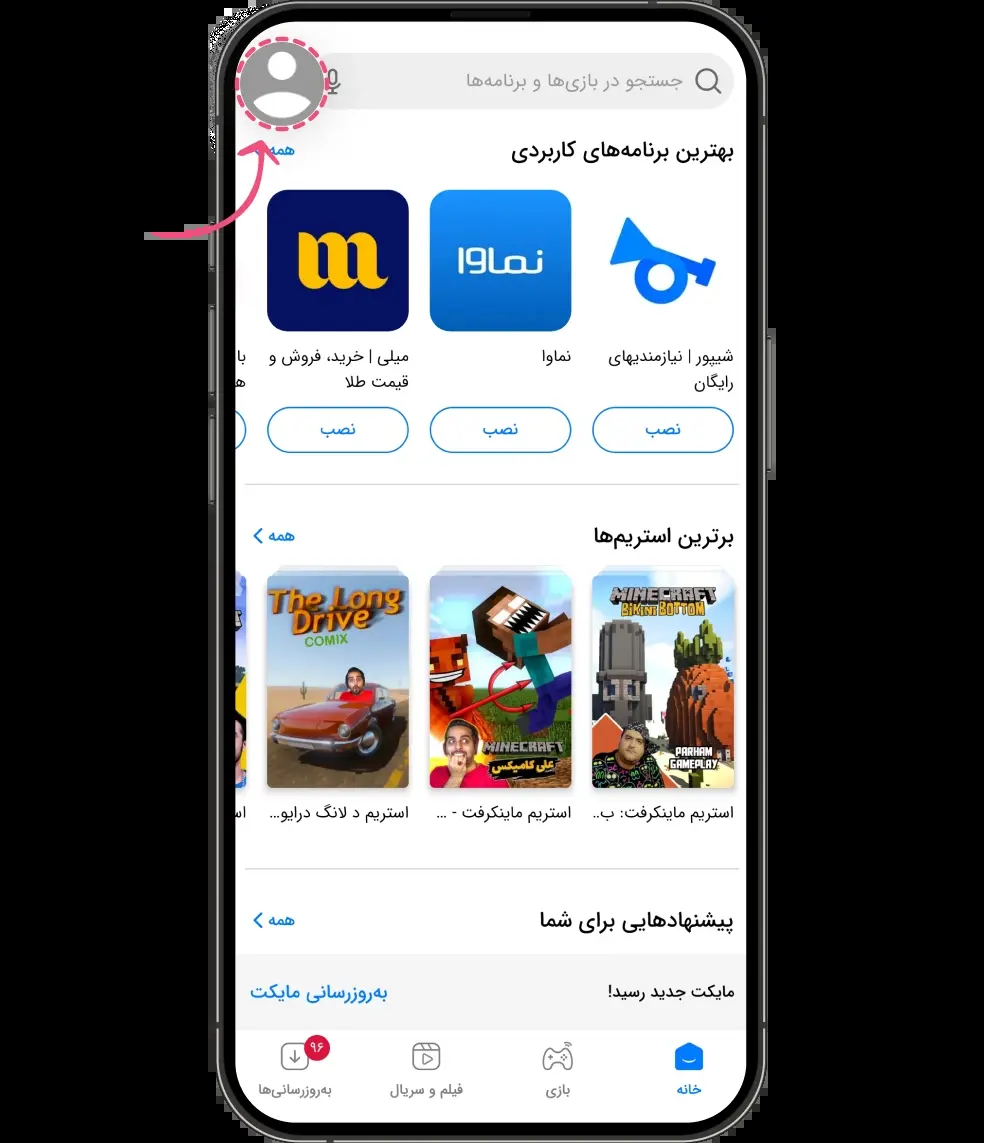 جستجو در بازی‌ها و برنامه‌ها
بهترین برنامه‌های کاربردی
همه
نماوا
m
شیپور | نیازمندیهای
رایگان
نماوا
میلی | خرید، فروش و
قیمت طلا
با
ه
نصب
نصب
نصب
برترین استریم‌ها
همه
MINECRAFT
BIKINI BOTTOM
PARHAM
GAMEPLAY
MINECRAFT
علی کامیکس
The Long
Drive
COMIX
استریم ماینکرفت: ب..
استریم ماینکرفت - ...
استریم د لانگ درایو...
اس
پیشنهادهایی برای شما
همه
مایکت جدید رسید!
به‌روزرسانی مایکت
خانه
بازی
فیلم و سریال
۹۶
به‌روزرسانی‌ها